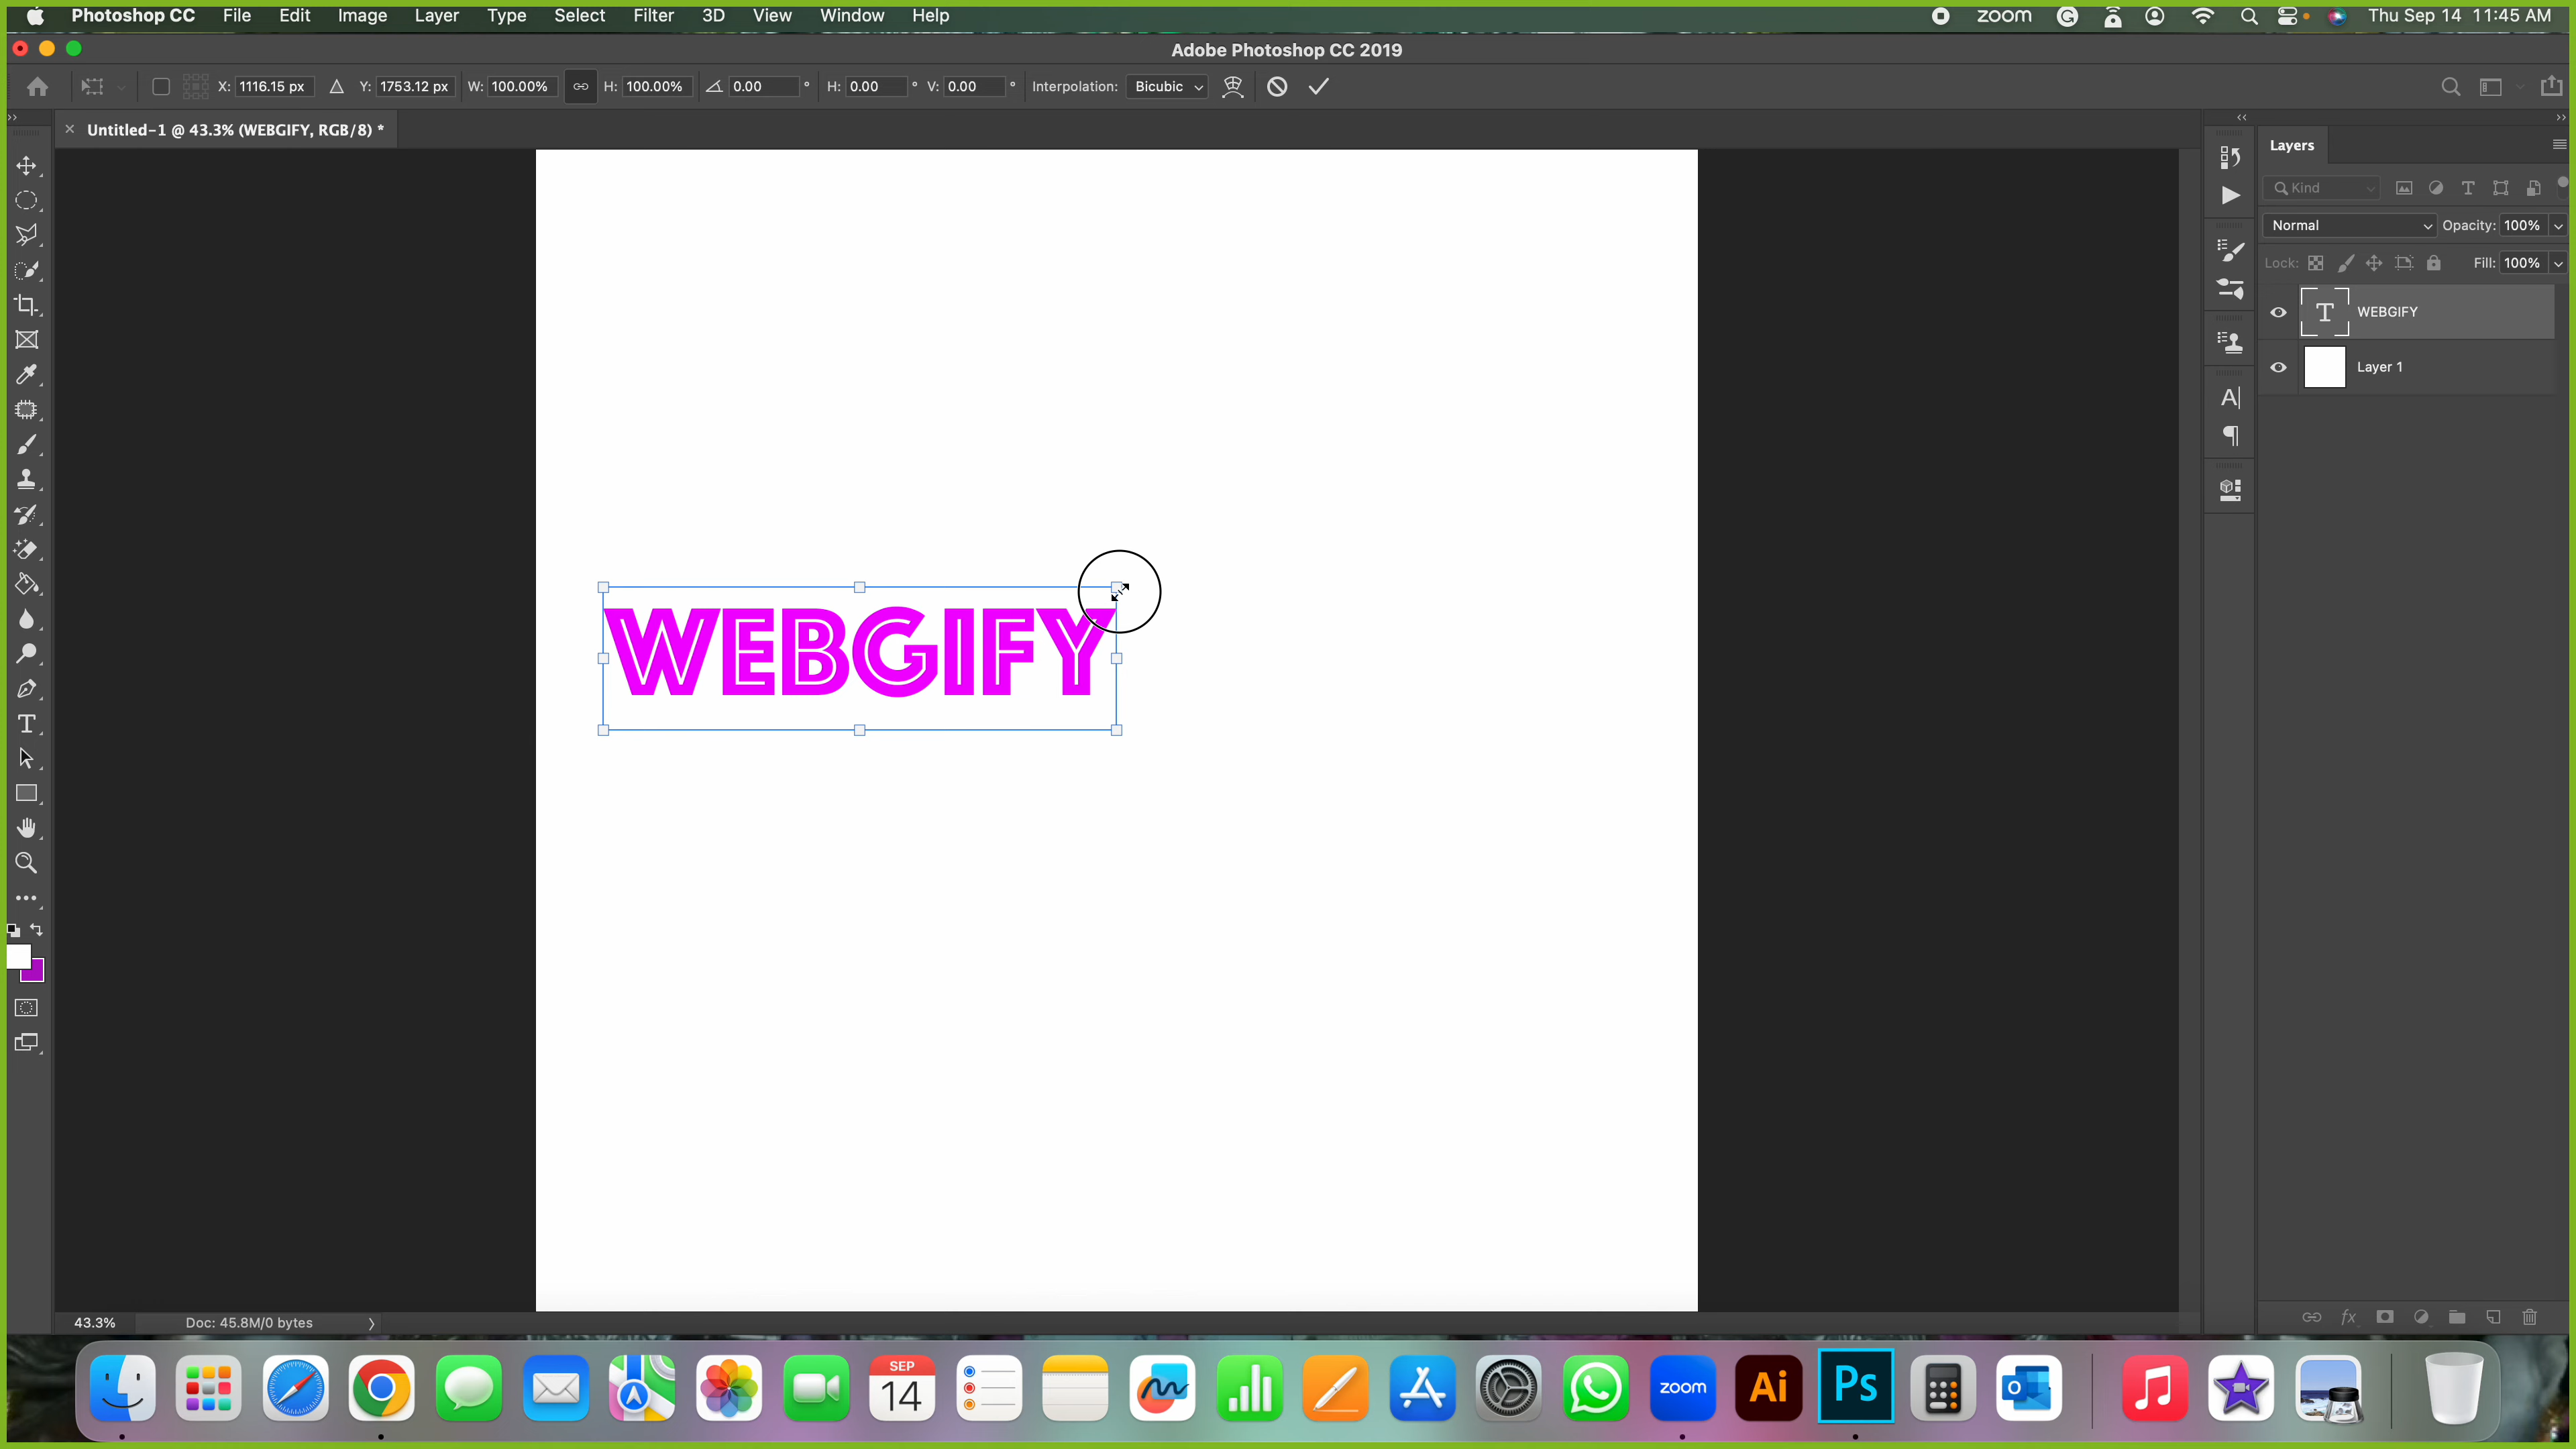 Photoshop CC File Edit Image Layer Type Select Filter 3D View Window Help zoom Thu Sep 14 11:45 AM
Adobe Photoshop CC 2019
X: 1116.15 px Y: 1753.12 px W: 100.00% H: 100.00% 0.00 ° H: 0.00 ° V: 0.00 ° Interpolation: Bicubic
Untitled-1 @ 43.3% (WEBGIFY, RGB/8) *
Layers
Kind
Normal Opacity: 100%
Lock: Fill: 100%
WEBGIFY
Layer 1
WEBGIFY
43.3% Doc: 45.8M/0 bytes
SEP
14
zoom
Ai
Ps